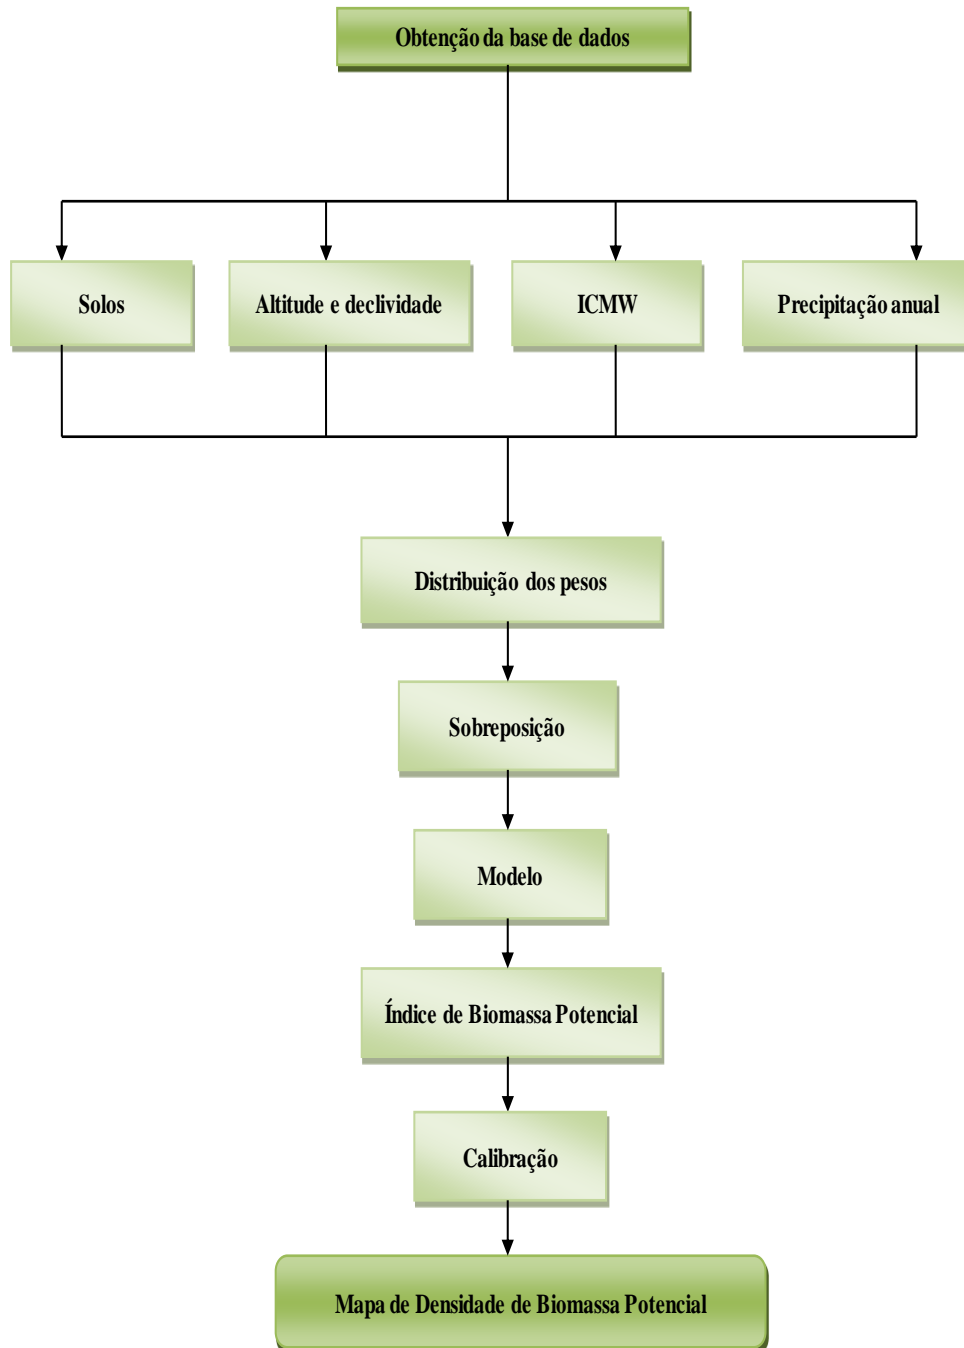 Obtenção da base de dados
Solos
Altitude e declividade
ICMW
Precipitação anual
Distribuição dos pesos
Sobreposição
Modelo
Índice de Biomassa Potencial
Calibração
Mapa de Densidade de Biomassa Potencial